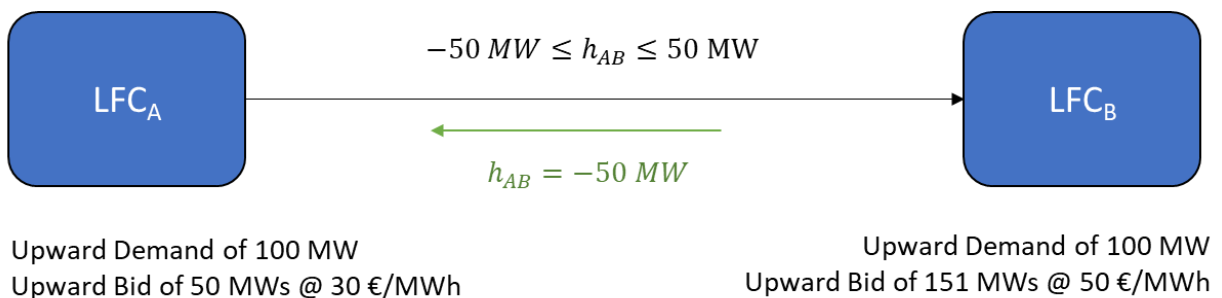 −50 MW ≤ h_AB ≤ 50 MW
LFC_A
LFC_B
h_AB = −50 MW
Upward Demand of 100 MW
Upward Bid of 50 MWs @ 30 €/MWh
Upward Demand of 100 MW
Upward Bid of 151 MWs @ 50 €/MWh